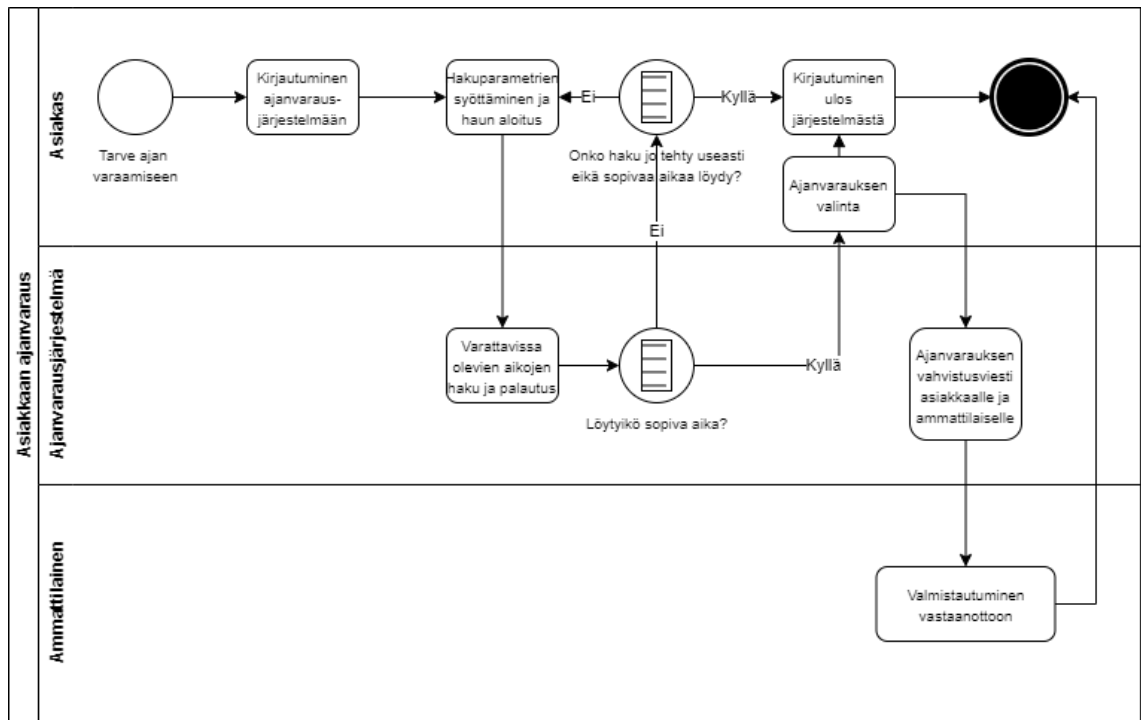 Asiakkaan ajanvaraus
Asiakas
Tarve ajan
varaamiseen
Kirjautuminen
ajanvaraus-
järjestelmään
Hakuparametrien
syöttäminen ja
haun aloitus
Ei
Onko haku jo tehty useasti
eikä sopivaa aikaa löydy?
Kyllä
Kirjautuminen
ulos
järjestelmästä
Ajanvarauksen
valinta
Ei
Ajanvarausjärjestelmä
Varattavissa
olevien aikojen
haku ja palautus
Löytyikö sopiva aika?
Kyllä
Ajanvarauksen
vahvistusviesti
asiakkaalle ja
ammattilaiselle
Ammattilainen
Valmistautuminen
vastaanottoon